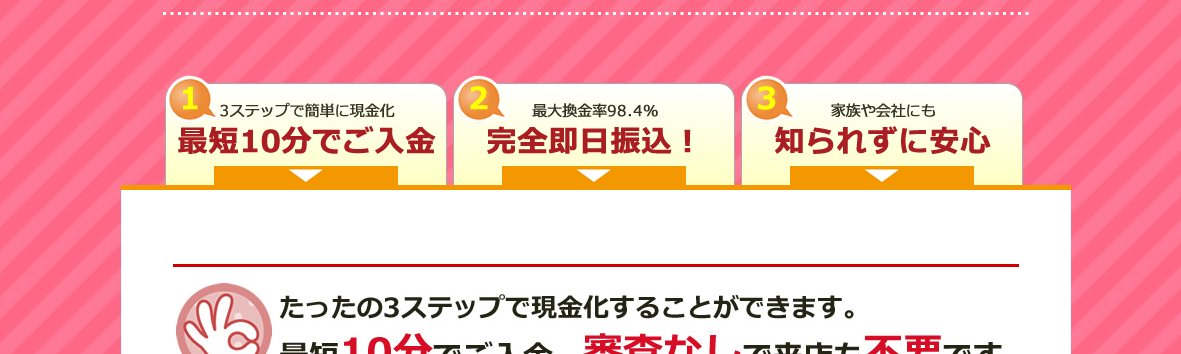 1
3ステップで簡単に現金化
最短10分でご入金
2
最大換金率98.4%
完全即日振込！
3
家族や会社にも
知られずに安心
たったの3ステップで現金化することができます。
最短10分でご入金、審査なしで来店も不要です